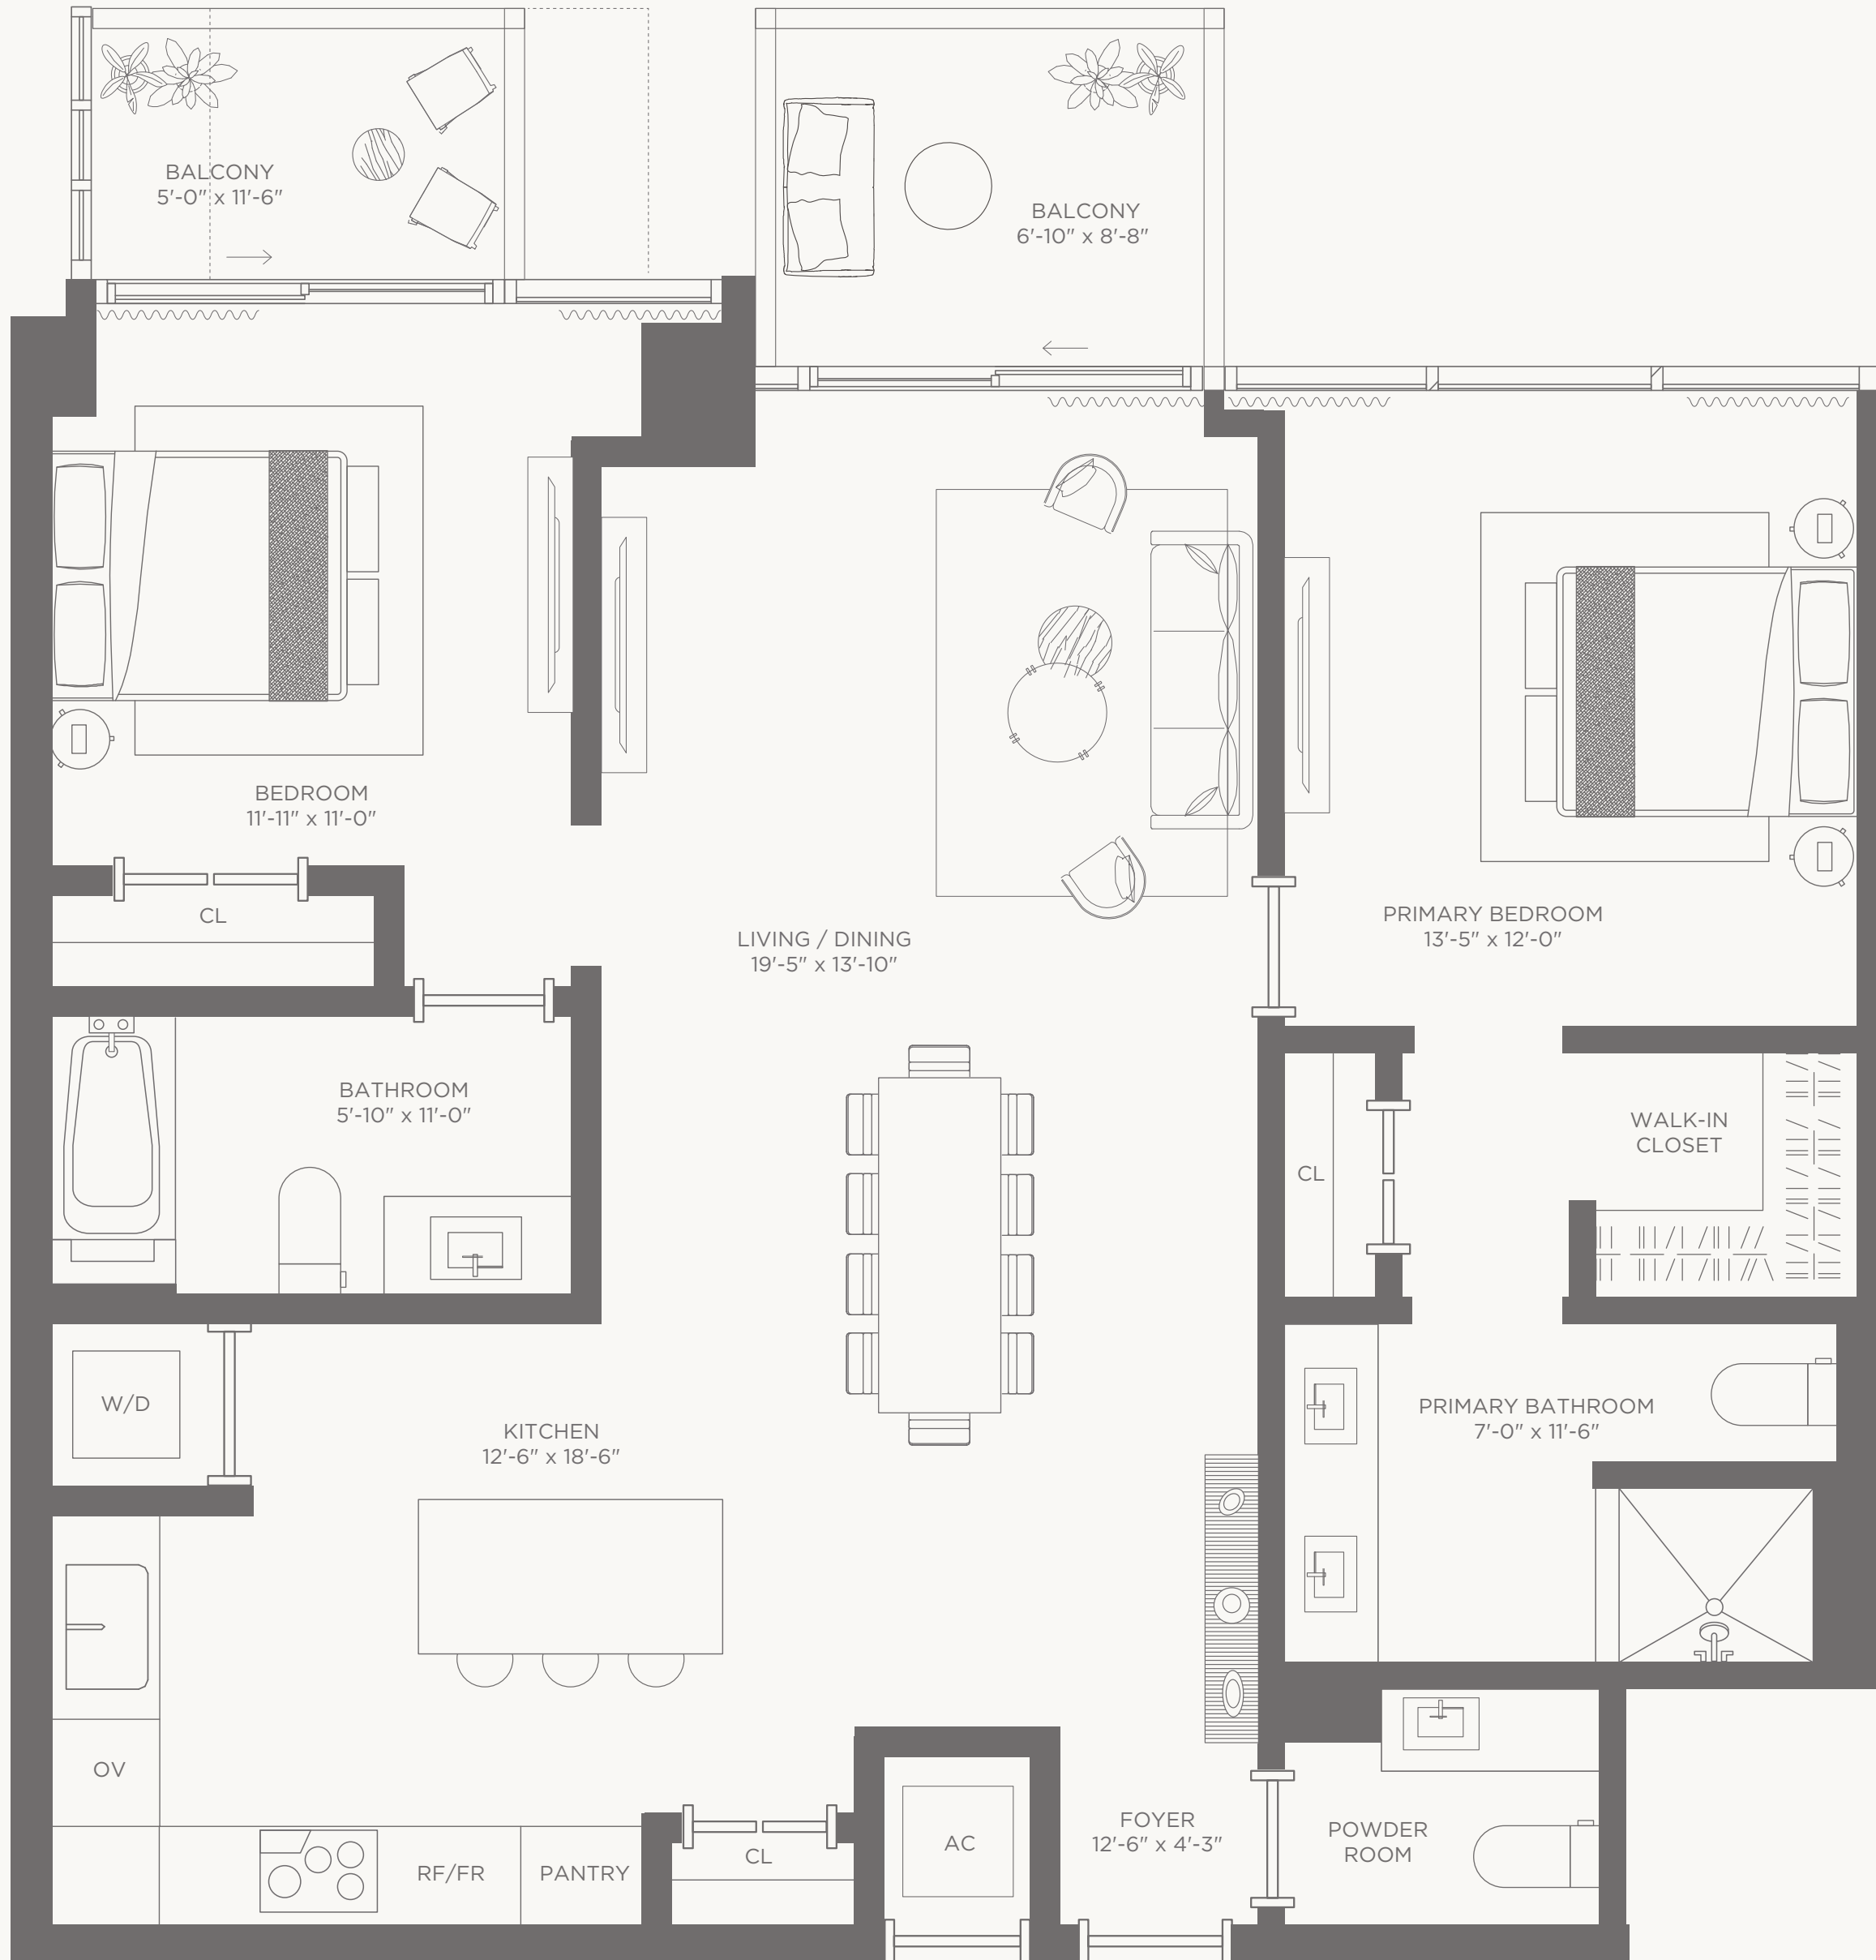 BALCONY
5'-0" x 11'-6"
BALCONY
6'-10" x 8'-8"
BEDROOM
11'-11" x 11'-0"
CL
LIVING / DINING
19'-5" x 13'-10"
PRIMARY BEDROOM
13'-5" x 12'-0"
BATHROOM
5'-10" x 11'-0"
WALK-IN
CLOSET
CL
W/D
KITCHEN
12'-6" x 18'-6"
PRIMARY BATHROOM
7'-0" x 11'-6"
OV
RF/FR
PANTRY
CL
AC
FOYER
12'-6" x 4'-3"
POWDER
ROOM